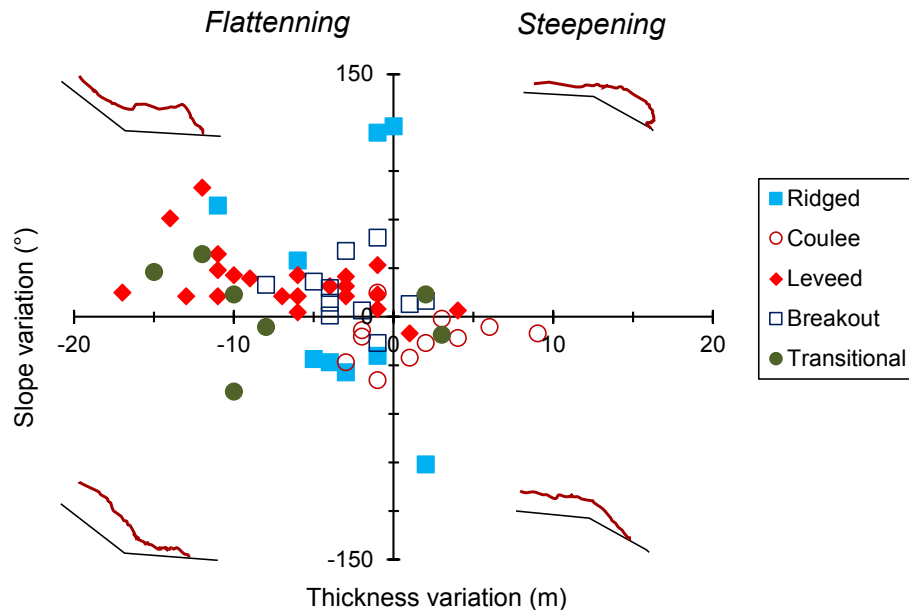 Flattenning
Steepening
150
Slope variation (°)
-20
-10
0
10
20
-150
Thickness variation (m)
Ridged
Coulee
Leveed
Breakout
Transitional